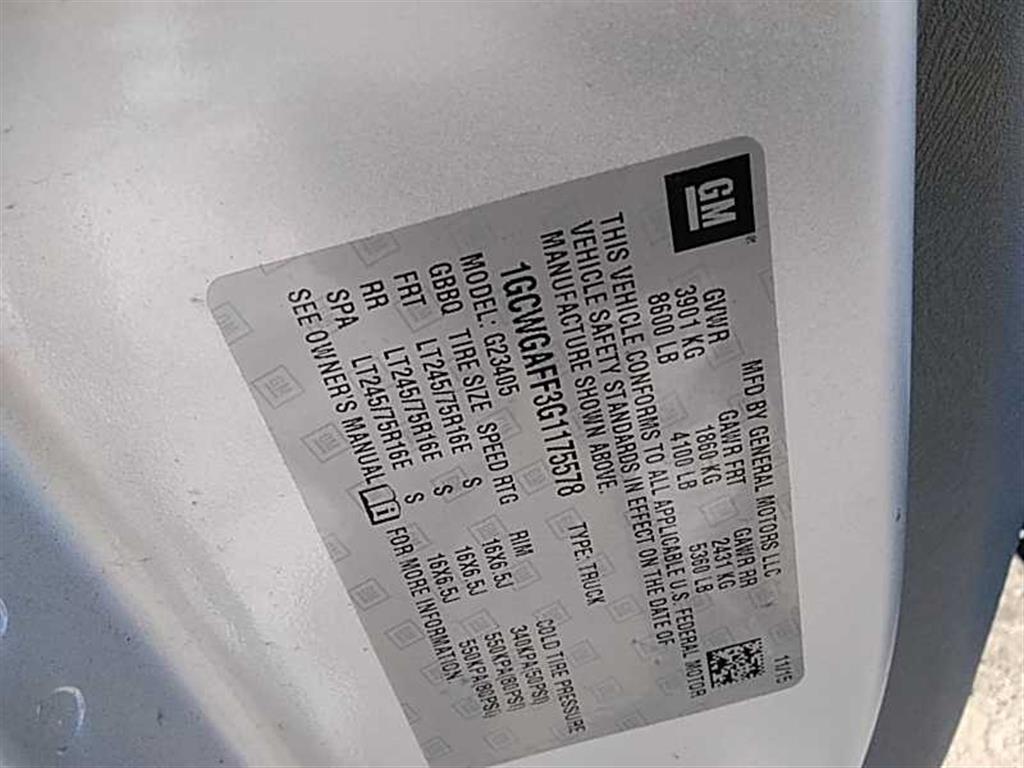 GM
MFD BY GENERAL MOTORS LLC 11/15
GVWR GAWR FRT GAWR RR
3901 KG 1860 KG 2431 KG
8600 LB 4100 LB 5360 LB
THIS VEHICLE CONFORMS TO ALL APPLICABLE U.S. FEDERAL MOTOR
VEHICLE SAFETY STANDARDS IN EFFECT ON THE DATE OF
MANUFACTURE SHOWN ABOVE.
1GCWGAFF3G1175578 TYPE: TRUCK
MODEL: G23405
GBBQ TIRE SIZE SPEED RTG RIM COLD TIRE PRESSURE
FRT LT245/75R16E S 16X6.5J 340KPA(50PSI)
RR LT245/75R16E S 16X6.5J 550KPA(80PSI)
SPA LT245/75R16E S 16X6.5J 550KPA(80PSI)
SEE OWNER'S MANUAL FOR MORE INFORMATION